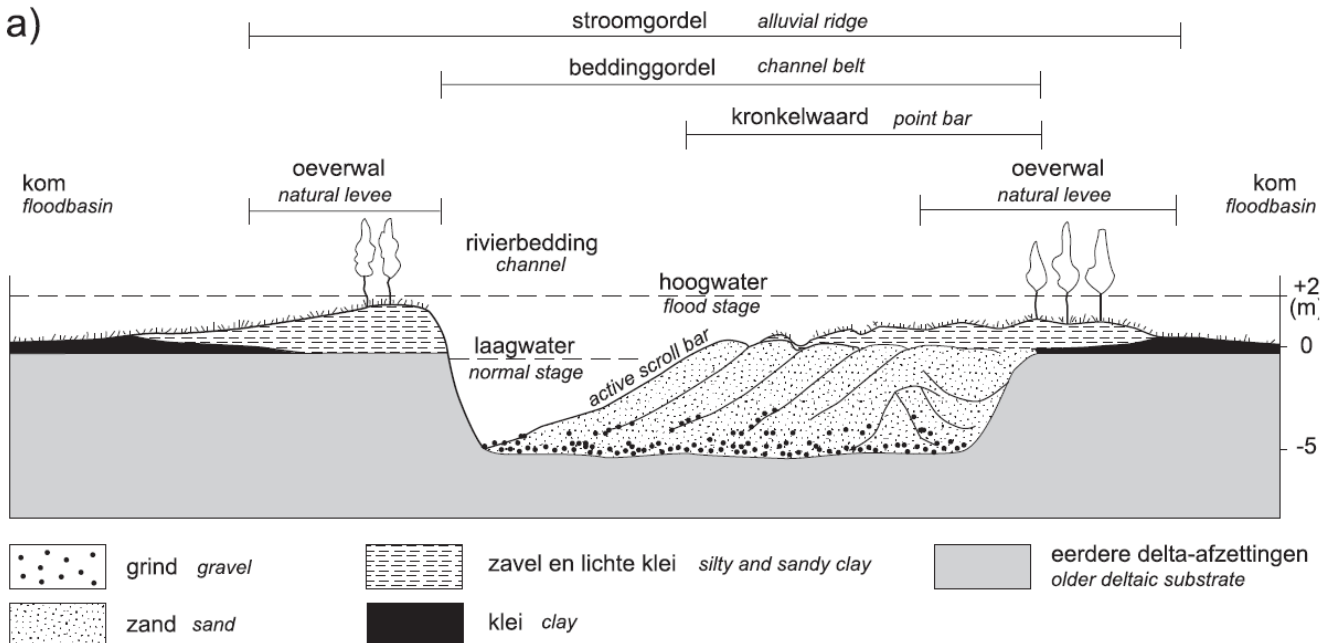 a)
stroomgordel alluvial ridge
beddinggordel channel belt
kronkelwaard point bar
oeverwal
natural levee
oeverwal
natural levee
kom
floodbasin
kom
floodbasin
rivierbedding
channel
hoogwater
flood stage
+2
(m)
laagwater
normal stage
active scroll bar
0
-5
grind gravel
zavel en lichte klei silty and sandy clay
eerdere delta-afzettingen
older deltaic substrate
zand sand
klei clay